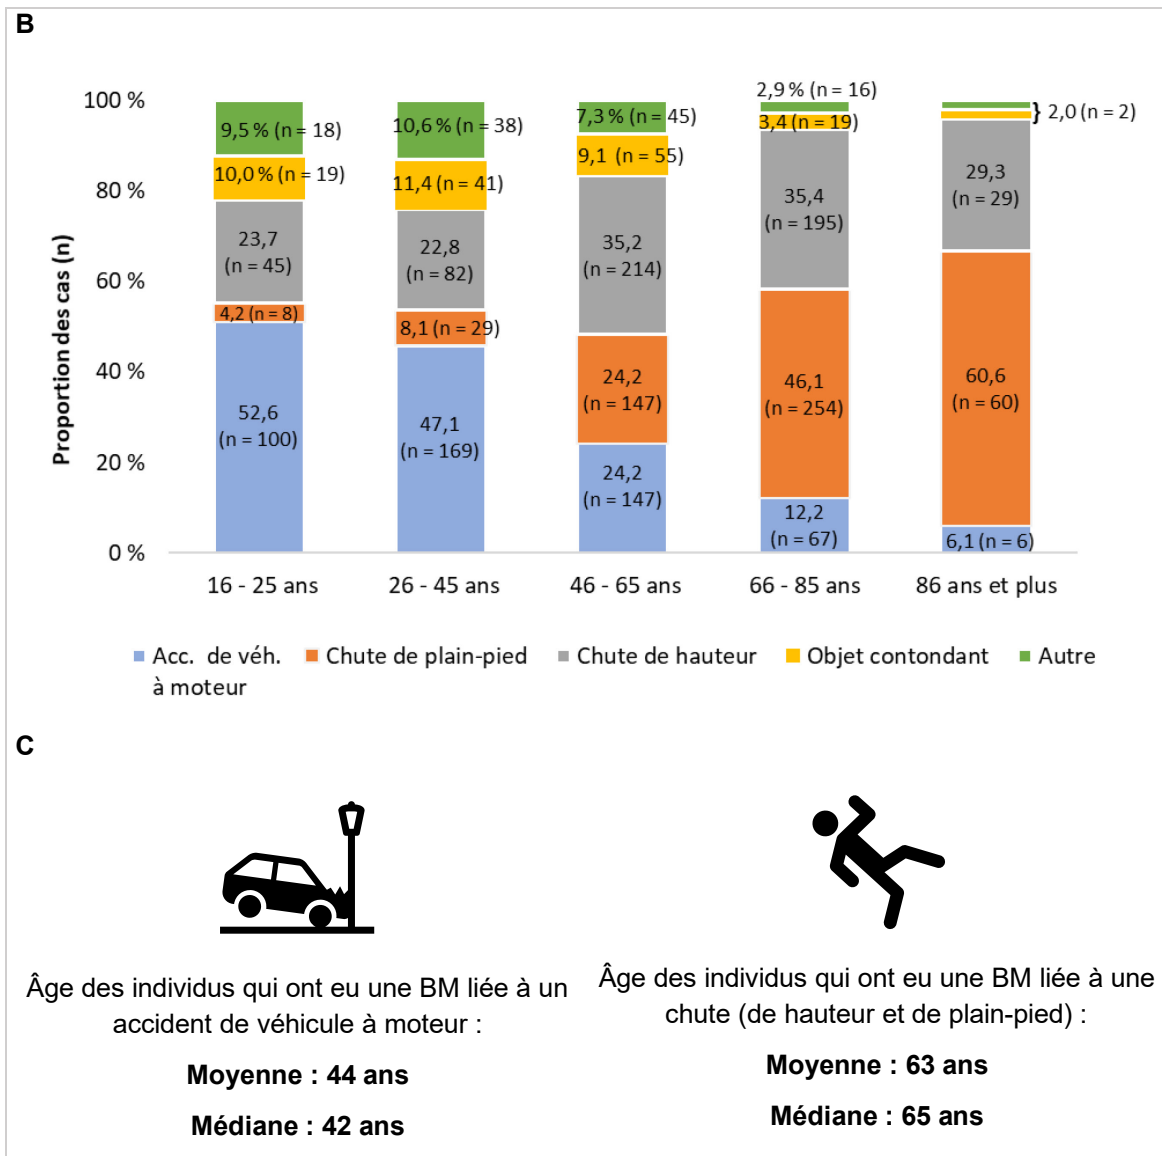 B
Proportion des cas (n)
100 %
80 %
60 %
40 %
20 %
0 %
9,5 % (n = 18)
10,0 % (n = 19)
23,7
(n = 45)
4,2 (n = 8)
52,6
(n = 100)
10,6 % (n = 38)
11,4 (n = 41)
22,8
(n = 82)
8,1 (n = 29)
47,1
(n = 169)
7,3 % (n = 45)
9,1 (n = 55)
35,2
(n = 214)
24,2
(n = 147)
24,2
(n = 147)
2,9 % (n = 16)
3,4 (n = 19)
35,4
(n = 195)
46,1
(n = 254)
12,2
(n = 67)
} 2,0 (n = 2)
29,3
(n = 29)
60,6
(n = 60)
6,1 (n = 6)
16 - 25 ans
26 - 45 ans
46 - 65 ans
66 - 85 ans
86 ans et plus
Acc. de véh.
à moteur
Chute de plain-pied
Chute de hauteur
Objet contondant
Autre
C
Âge des individus qui ont eu une BM liée à un
accident de véhicule à moteur :
Moyenne : 44 ans
Médiane : 42 ans
Âge des individus qui ont eu une BM liée à une
chute (de hauteur et de plain-pied) :
Moyenne : 63 ans
Médiane : 65 ans